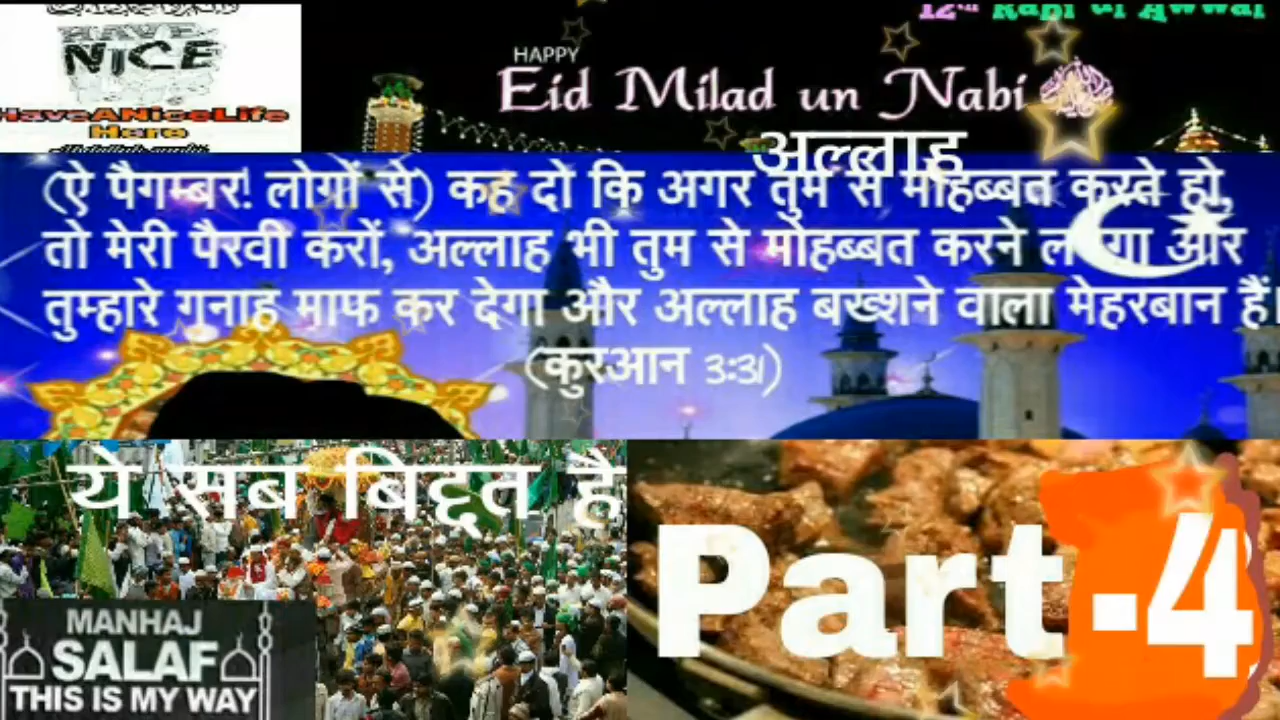 HAVE
NICE
HaveANiceLife
Here
12th Rabi ul Awwal
HAPPY
Eid Milad un Nabi
अल्लाह
(ऐ पैगम्बर! लोगों से) कह दो कि अगर तुम से मोहब्बत करते हो,
तो मेरी पैरवी करों, अल्लाह भी तुम से मोहब्बत करने लगेगा और
तुम्हारे गुनाह माफ कर देगा और अल्लाह बख्शने वाला मेहरबान हैं।
(कुरआन 3:31)
ये सब बिद्दत है
Part-4
MANHAJ
SALAF
THIS IS MY WAY